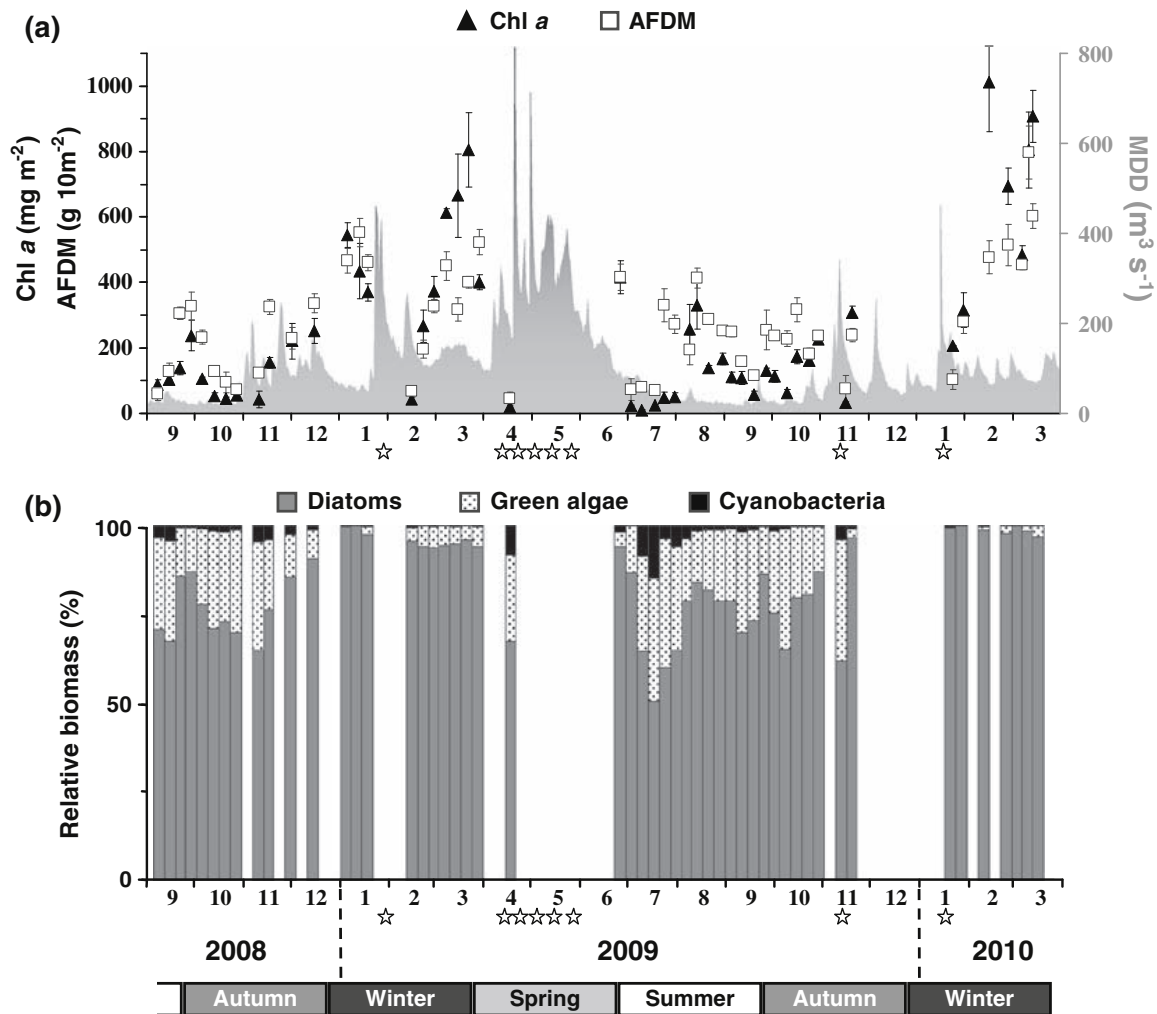 (a) Chl a AFDM
Chl a (mg m-2)
AFDM (g 10m-2)
1000
800
600
400
200
0
800
600
400
200
0
MDD (m3 s-1)
9 10 11 12 1 2 3 4 5 6 7 8 9 10 11 12 1 2 3
(b) Diatoms Green algae Cyanobacteria
Relative biomass (%)
100
50
0
9 10 11 12 1 2 3 4 5 6 7 8 9 10 11 12 1 2 3
2008 2009 2010
Autumn Winter Spring Summer Autumn Winter